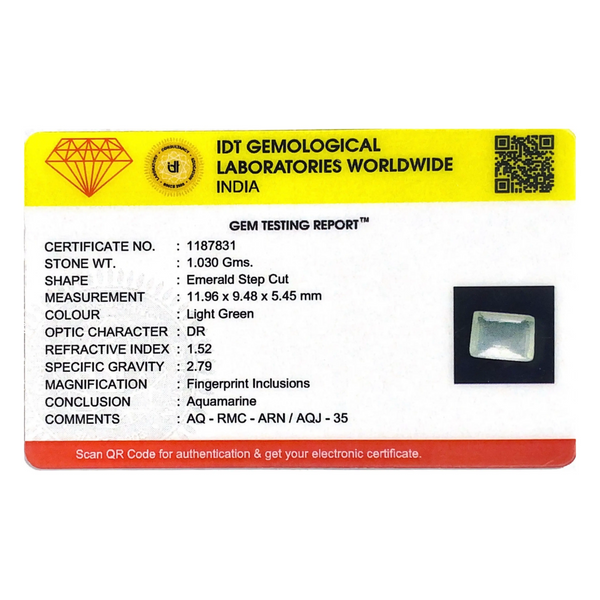 IDT GEMOLOGICAL
LABORATORIES WORLDWIDE
INDIA
GEM TESTING REPORT™
CERTIFICATE NO. : 1187831
STONE WT. : 1.030 Gms.
SHAPE : Emerald Step Cut
MEASUREMENT : 11.96 x 9.48 x 5.45 mm
COLOUR : Light Green
OPTIC CHARACTER : DR
REFRACTIVE INDEX : 1.52
SPECIFIC GRAVITY : 2.79
MAGNIFICATION : Fingerprint Inclusions
CONCLUSION : Aquamarine
COMMENTS : AQ - RMC - ARN / AQJ - 35
Scan QR Code for authentication & get your electronic certificate.